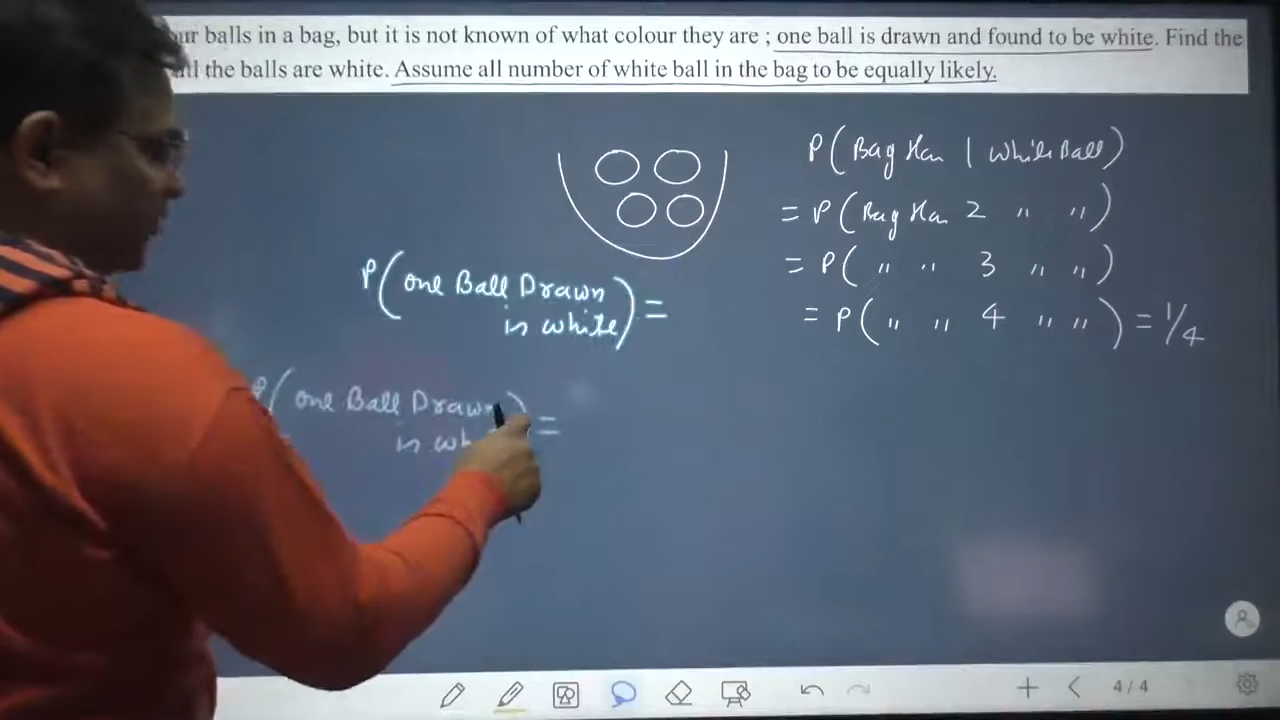 ur balls in a bag, but it is not known of what colour they are ; one ball is drawn and found to be white. Find the
the balls are white. Assume all number of white ball in the bag to be equally likely.
P(Bag Has 1 White Ball)
= P(Bag Has 2 " ")
= P( " " 3 " " )
= P( " " 4 " " ) = 1/4
P(one Ball Drawn
is white) =
P(one Ball Drawn
is wh ) =
4 / 4